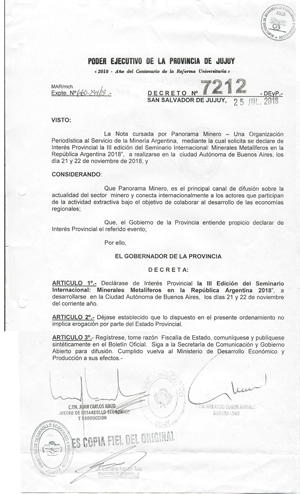 PODER EJECUTIVO DE LA PROVINCIA DE JUJUY
"2018 - Año del Centenario de la Reforma Universitaria"
MAR/mch
Expte. Nº
DECRETO Nº 7212 -DEyP.-
SAN SALVADOR DE JUJUY, 25 JUL. 2018
VISTO:
La Nota cursada por Panorama Minero – Una Organización
Periodística al Servicio de la Minería Argentina, mediante la cual solicita se declare de
Interés Provincial la III edición del Seminario Internacional: Minerales Metalíferos en la
República Argentina 2018", a realizarse en la ciudad Autónoma de Buenos Aires, los
días 21 y 22 de noviembre de 2018, y
CONSIDERANDO:
Que Panorama Minero, es el principal canal de difusión sobre la
actualidad del sector minero y conecta internacionalmente a los actores que participan
de la actividad extractiva bajo el objetivo de colaborar al desarrollo de las economías
regionales;
Que, el Gobierno de la Provincia entiende propicio declarar de
Interés Provincial el referido evento;
Por ello,
EL GOBERNADOR DE LA PROVINCIA
DECRETA:
ARTICULO 1º.- Declárase de Interés Provincial la III Edición del Seminario
Internacional: Minerales Metalíferos en la República Argentina 2018", a
desarrollarse en la Ciudad Autónoma de Buenos Aires, los días 21 y 22 de noviembre
del corriente año.
ARTICULO 2º.- Déjase establecido que lo dispuesto en el presente ordenamiento no
implica erogación por parte del Estado Provincial.
ARTICULO 3º.- Regístrese, tome razón Fiscalía de Estado, comuníquese y publíquese
sintéticamente en el Boletín Oficial. Siga a la Secretaría de Comunicación y Gobierno
Abierto para difusión. Cumplido vuelva al Ministerio de Desarrollo Económico y
Producción a sus efectos.-
C.P.N. JUAN CARLOS ABUD
MINISTRO DE DESARROLLO ECONOMICO
Y PRODUCCION
C.P.N. GERARDO RUBEN MORALES
GOBERNADOR
ES COPIA FIEL DEL ORIGINAL